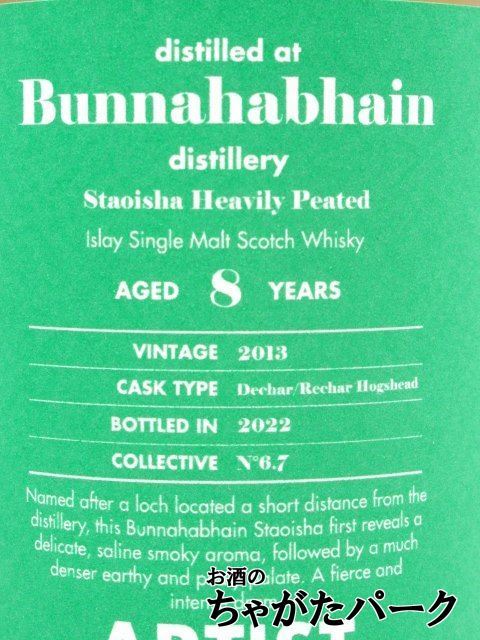 distilled at
Bunnahabhain
distillery
Staoisha Heavily Peated
Islay Single Malt Scotch Whisky
AGED 8 YEARS
VINTAGE 2013
CASK TYPE Dechar/Rechar Hogshead
BOTTLED IN 2022
COLLECTIVE N°6.7
Named after a loch located a short distance from the
distillery, this Bunnahabhain Staoisha first reveals a
delicate, saline smoky aroma, followed by a much
denser earthy and palate. A fierce and
お酒の
ちゃがたパーク
ARTIST